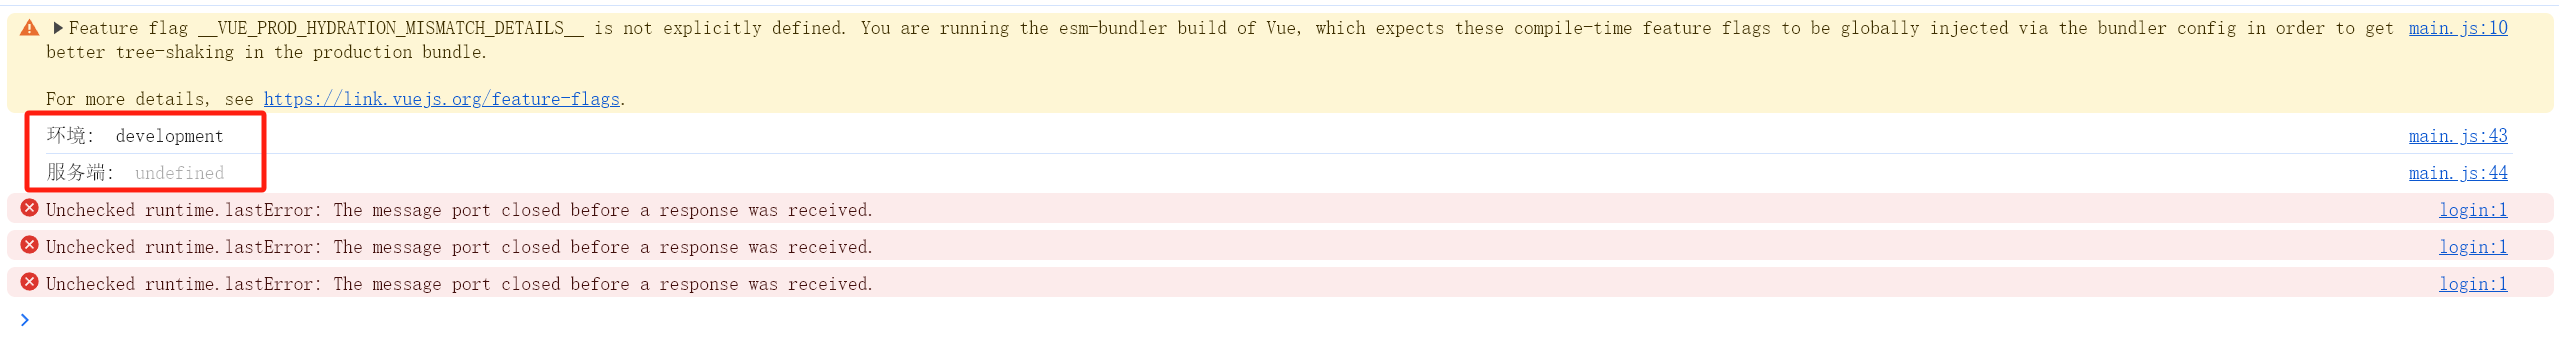 Feature flag __VUE_PROD_HYDRATION_MISMATCH_DETAILS__ is not explicitly defined. You are running the esm-bundler build of Vue, which expects these compile-time feature flags to be globally injected via the bundler config in order to get main.js:10
better tree-shaking in the production bundle.
For more details, see https://link.vuejs.org/feature-flags.
环境: development main.js:43
服务端: undefined main.js:44
Unchecked runtime.lastError: The message port closed before a response was received. login:1
Unchecked runtime.lastError: The message port closed before a response was received. login:1
Unchecked runtime.lastError: The message port closed before a response was received. login:1